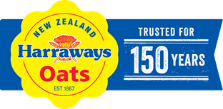 NEW ZEALAND
Harraways
Oats
EST 1867
TRUSTED FOR
150 YEARS